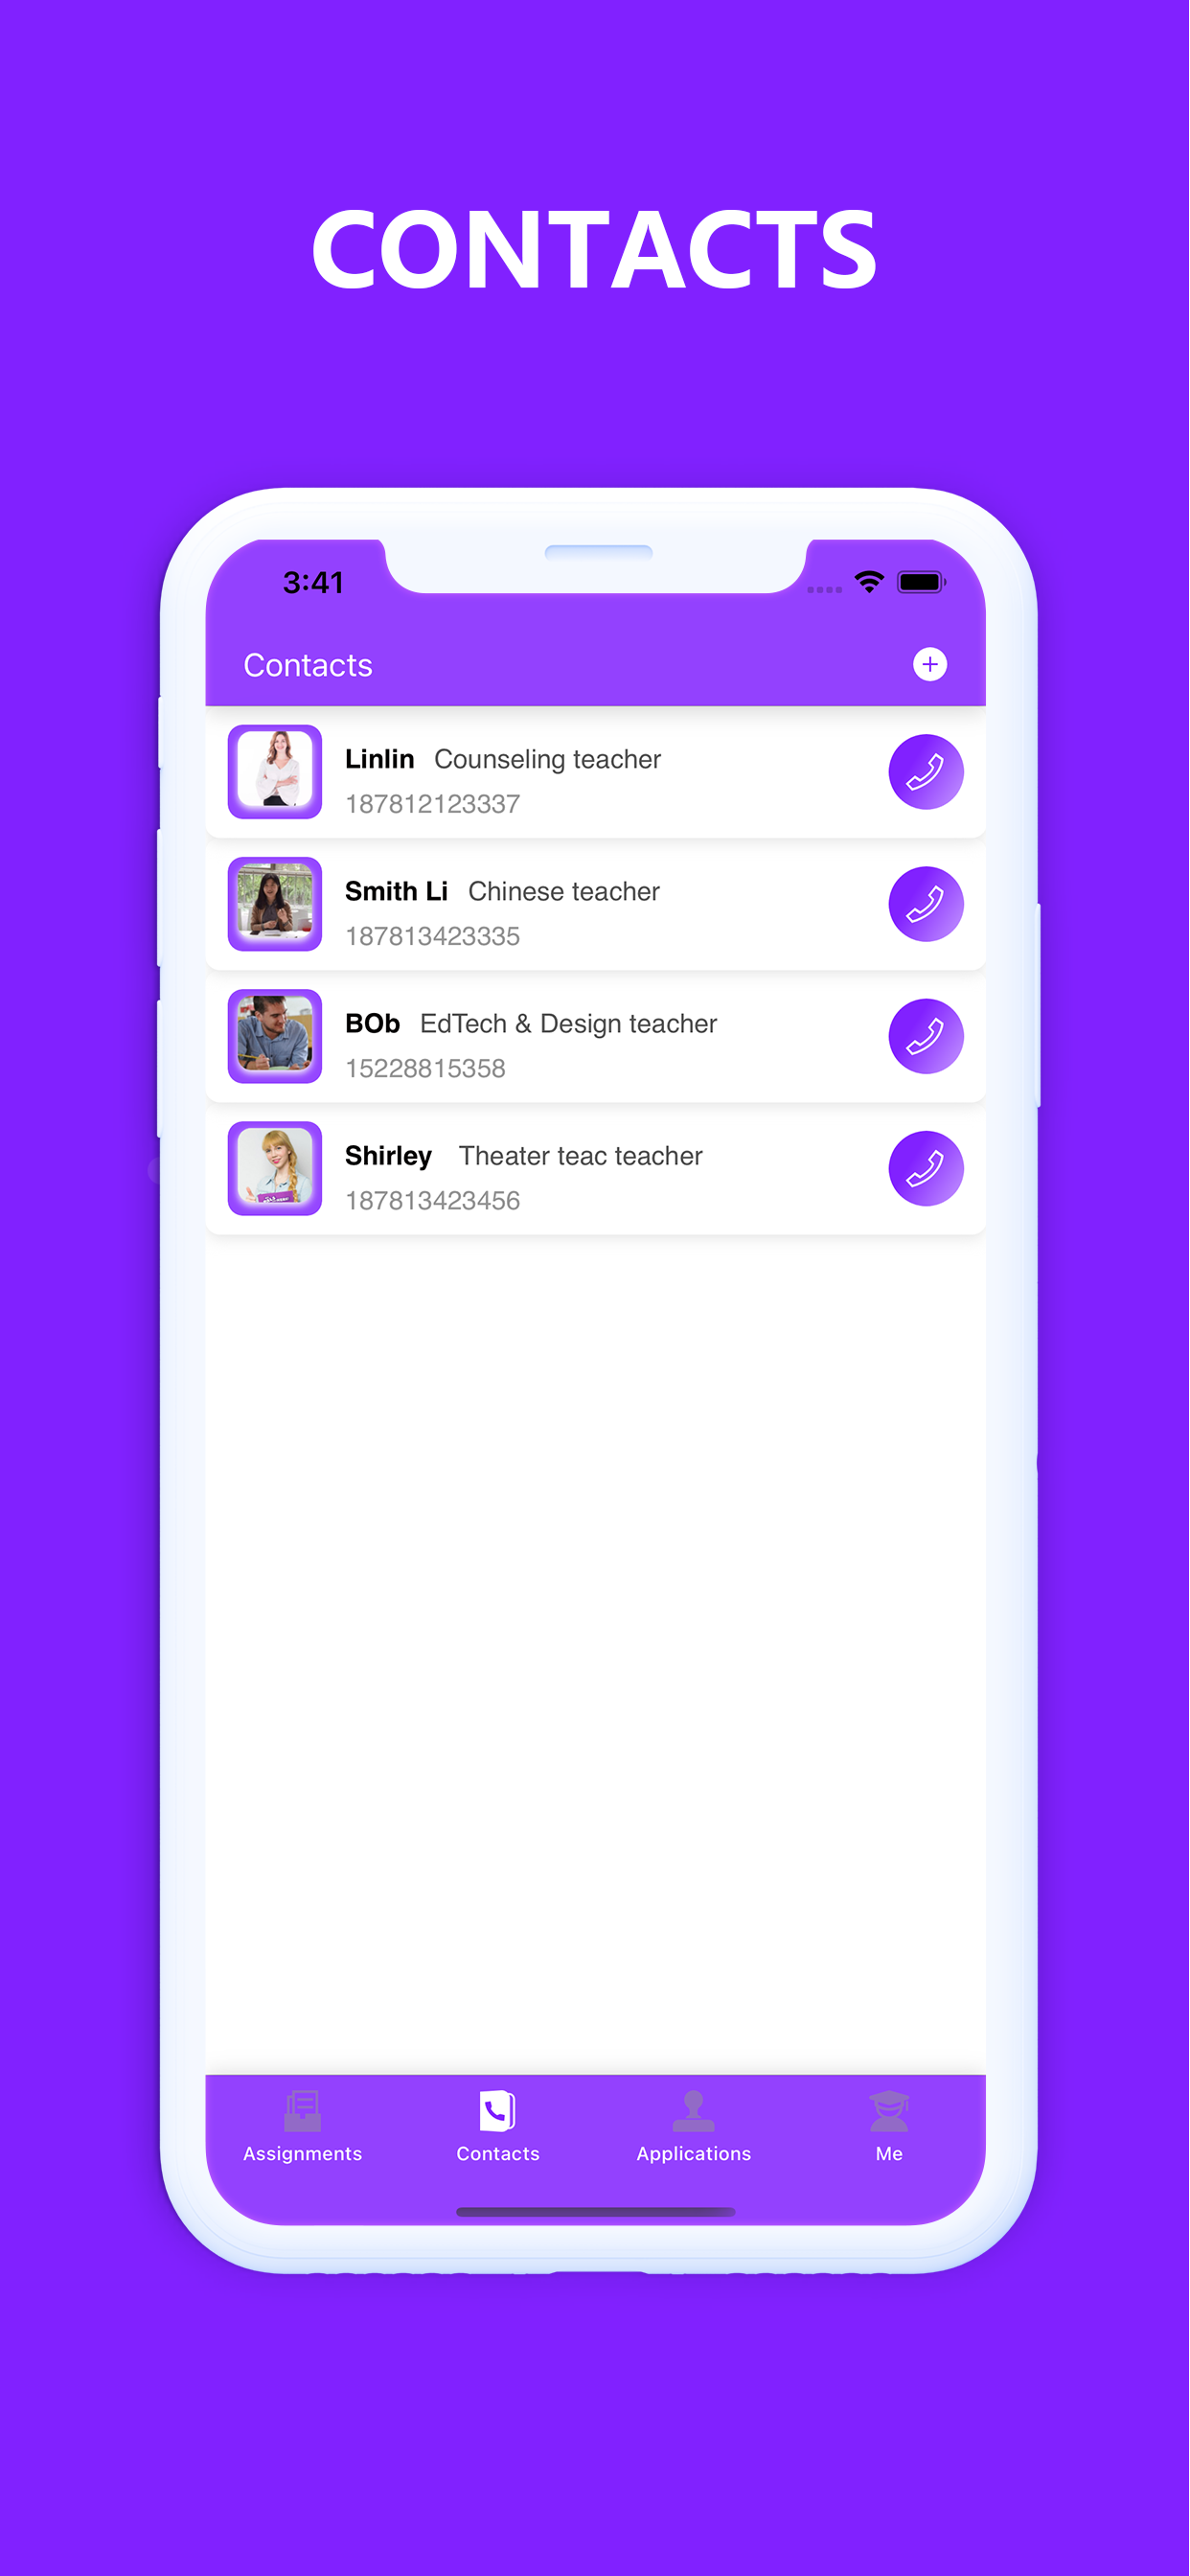 CONTACTS
3:41
Contacts
Linlin Counseling teacher
187812123337
Smith Li Chinese teacher
187813423335
BOb EdTech & Design teacher
15228815358
Shirley Theater teac teacher
187813423456
Assignments Contacts Applications Me